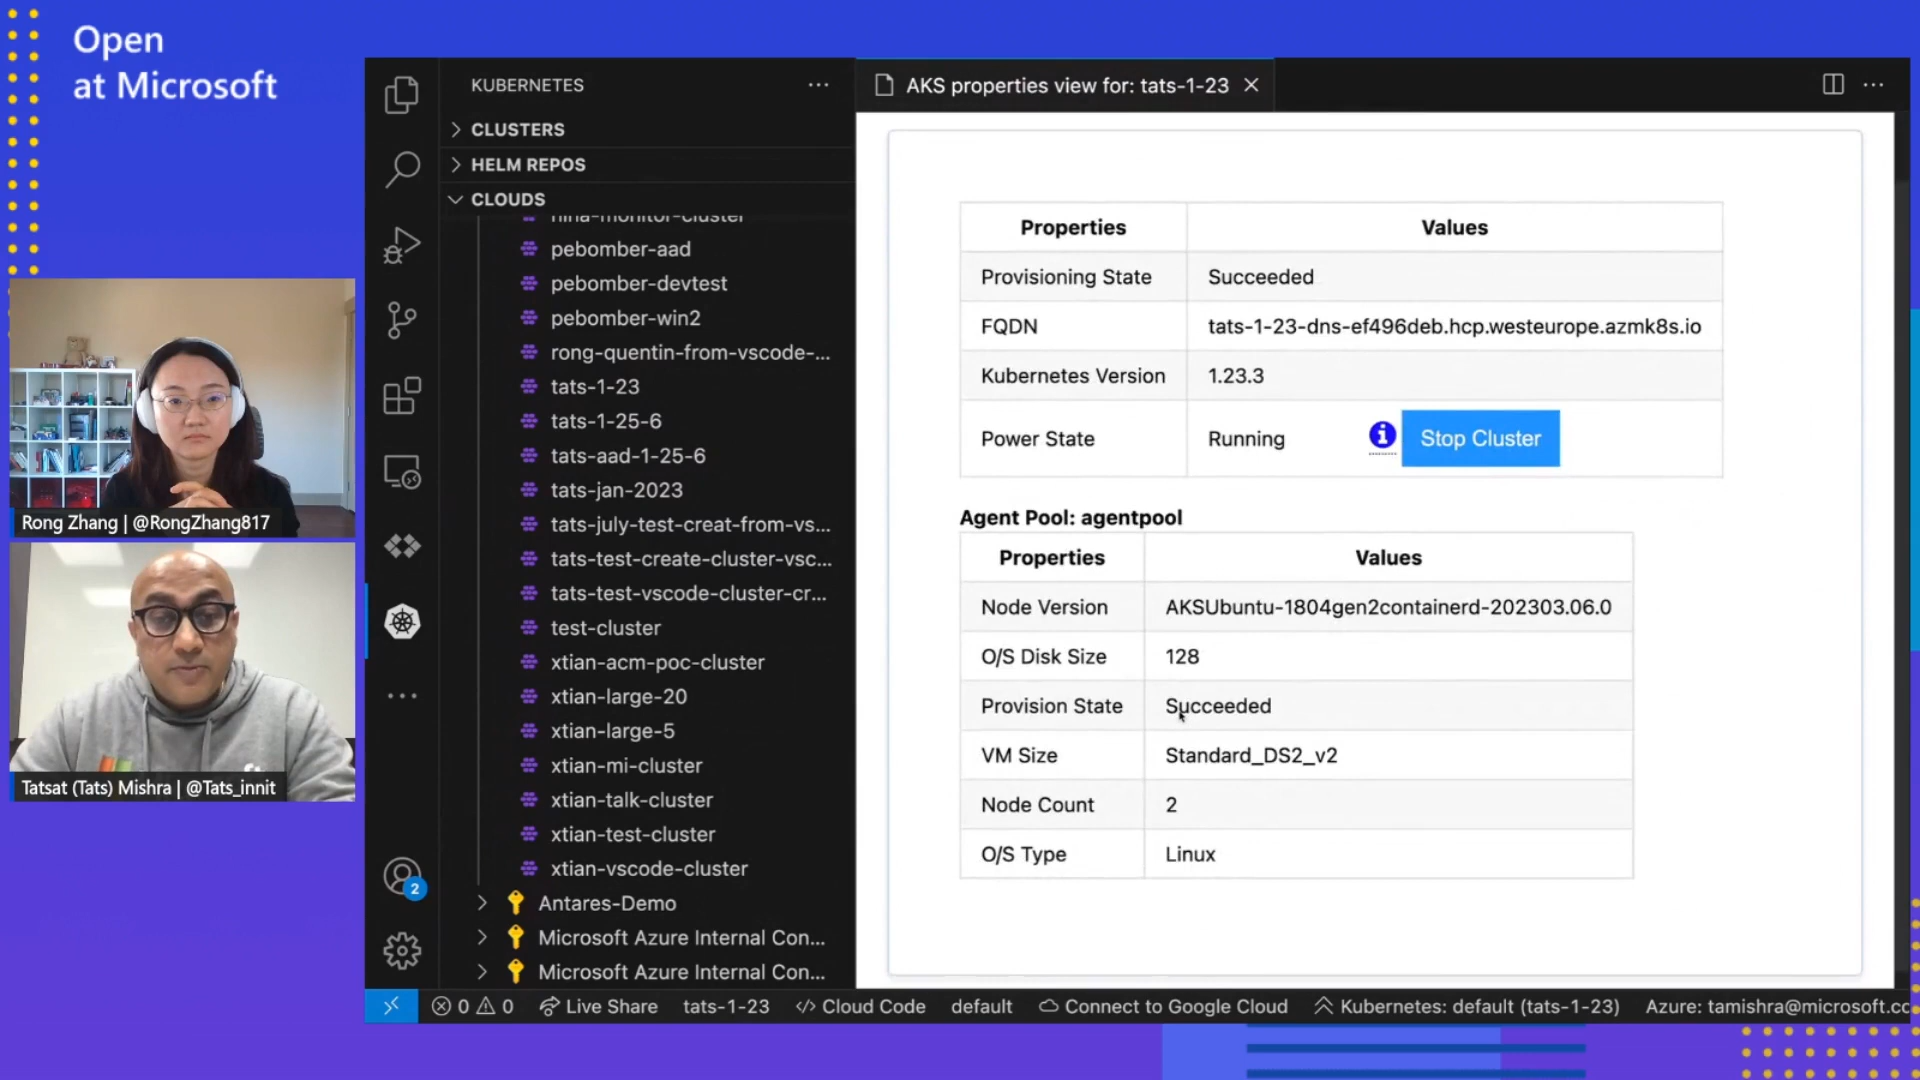 Open
at Microsoft
Rong Zhang | @RongZhang817
Tatsat (Tats) Mishra | @Tats_innit
KUBERNETES
CLUSTERS
HELM REPOS
CLOUDS
nina-monitor-cluster
pebomber-aad
pebomber-devtest
pebomber-win2
rong-quentin-from-vscode-...
tats-1-23
tats-1-25-6
tats-aad-1-25-6
tats-jan-2023
tats-july-test-creat-from-vs...
tats-test-create-cluster-vsc...
tats-test-vscode-cluster-cr...
test-cluster
xtian-acm-poc-cluster
xtian-large-20
xtian-large-5
xtian-mi-cluster
xtian-talk-cluster
xtian-test-cluster
xtian-vscode-cluster
Antares-Demo
Microsoft Azure Internal Con...
Microsoft Azure Internal Con...
2
AKS properties view for: tats-1-23
Properties Values
Provisioning State Succeeded
FQDN tats-1-23-dns-ef496deb.hcp.westeurope.azmk8s.io
Kubernetes Version 1.23.3
Power State Running Stop Cluster
Agent Pool: agentpool
Properties Values
Node Version AKSUbuntu-1804gen2containerd-202303.06.0
O/S Disk Size 128
Provision State Succeeded
VM Size Standard_DS2_v2
Node Count 2
O/S Type Linux
0 0 Live Share tats-1-23 Cloud Code default Connect to Google Cloud Kubernetes: default (tats-1-23) Azure: tamishra@microsoft.cc